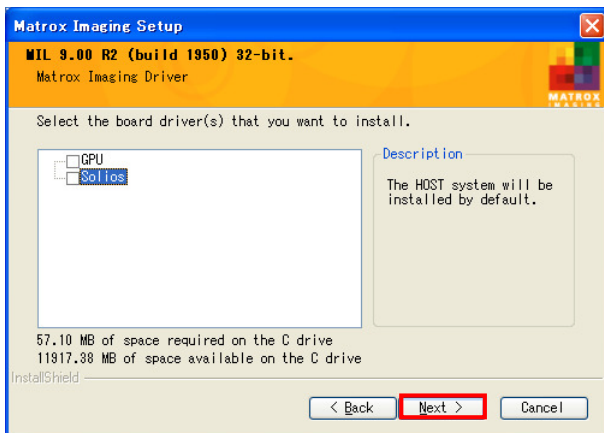 Matrox Imaging Setup
MIL 9.00 R2 (build 1950) 32-bit.
Matrox Imaging Driver
MATROX
IMAGING
Select the board driver(s) that you want to install.
GPU
Solios
Description
The HOST system will be
installed by default.
57.10 MB of space required on the C drive
11917.38 MB of space available on the C drive
InstallShield
< Back
Next >
Cancel